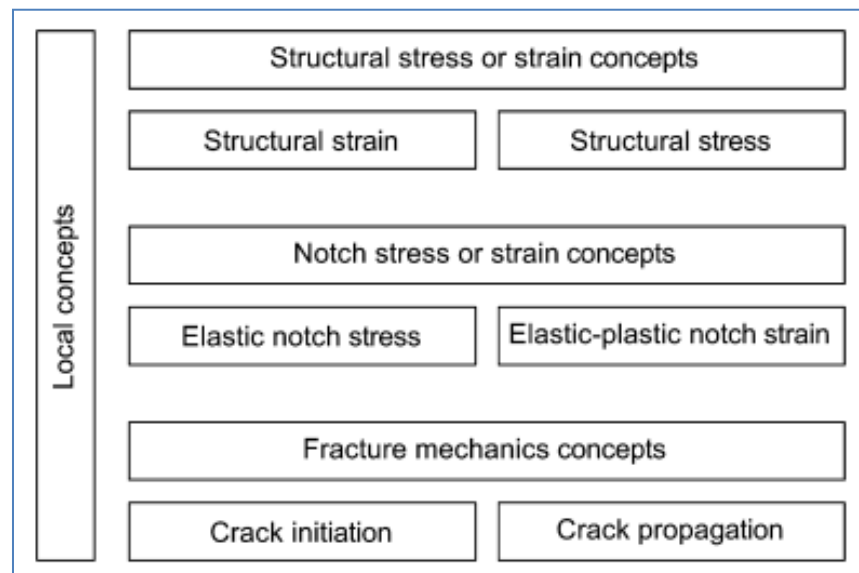 Local concepts
Structural stress or strain concepts
Structural strain
Structural stress
Notch stress or strain concepts
Elastic notch stress
Elastic-plastic notch strain
Fracture mechanics concepts
Crack initiation
Crack propagation